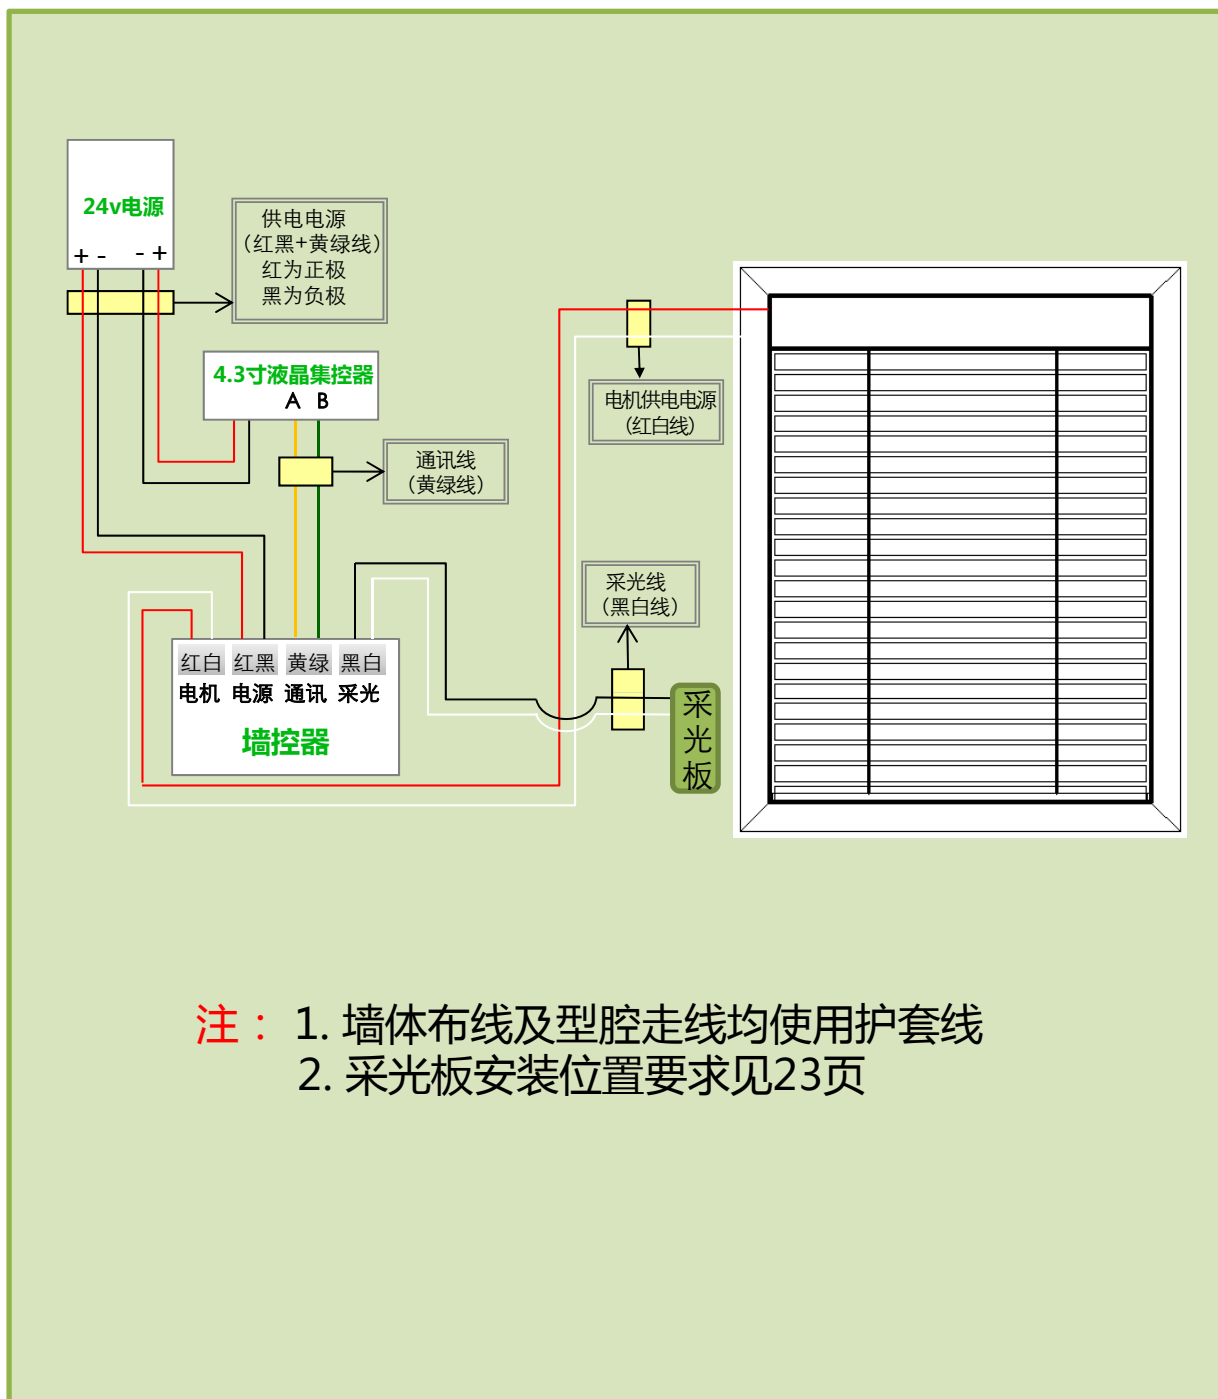 24v电源
+ - - +
供电电源
（红黑+黄绿线）
红为正极
黑为负极
4.3寸液晶集控器
A B
电机供电电源
（红白线）
通讯线
（黄绿线）
采光线
（黑白线）
红白 红黑 黄绿 黑白
电机 电源 通讯 采光
墙控器
采
光
板
注： 1. 墙体布线及型腔走线均使用护套线
2. 采光板安装位置要求见23页